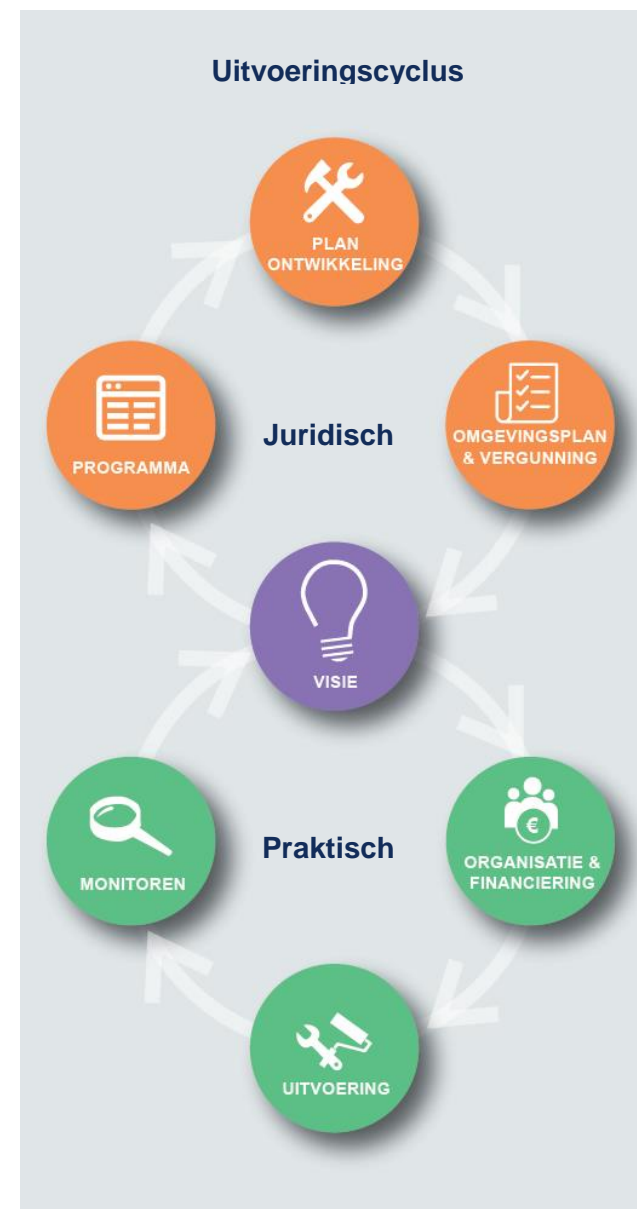 Uitvoeringscyclus
PLAN
ONTWIKKELING
PROGRAMMA
Juridisch
OMGEVINGSPLAN
& VERGUNNING
VISIE
MONITOREN
Praktisch
€
ORGANISATIE &
FINANCIERING
UITVOERING